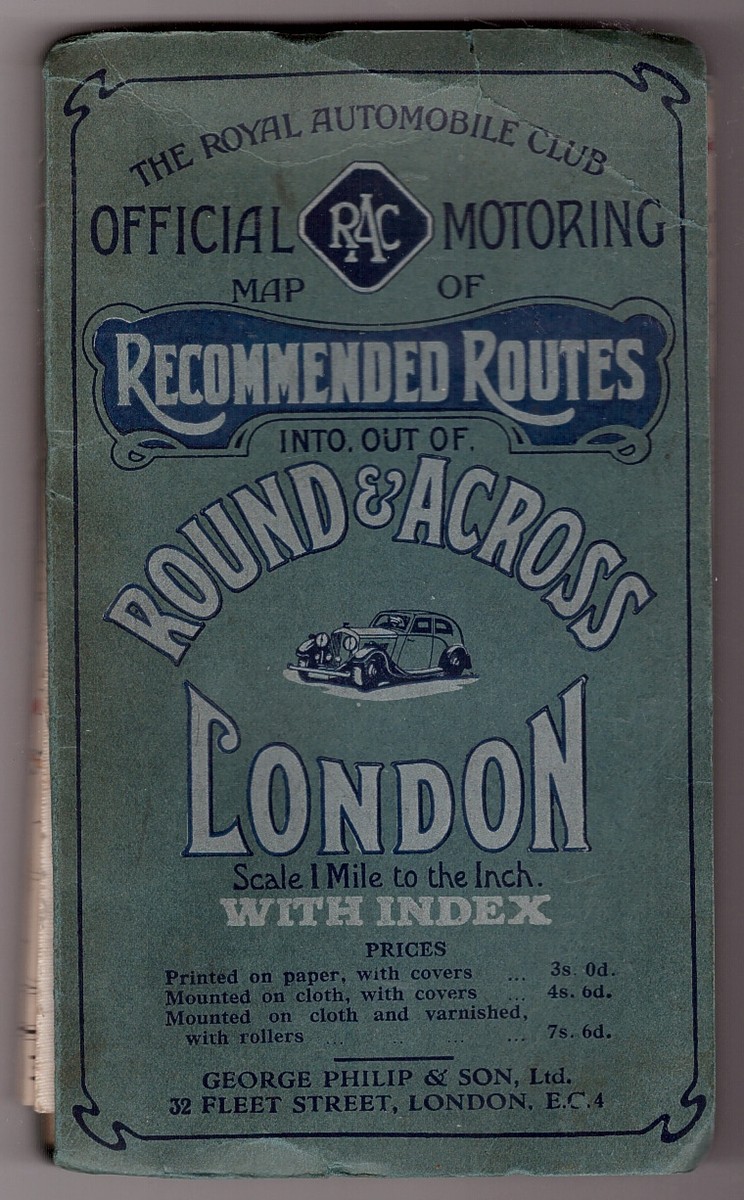 THE ROYAL AUTOMOBILE CLUB
OFFICIAL RAC MOTORING
MAP OF
RECOMMENDED ROUTES
INTO. OUT OF.
ROUND & ACROSS
LONDON
Scale 1 Mile to the Inch.
WITH INDEX
PRICES
Printed on paper, with covers ... 3s. 0d.
Mounted on cloth, with covers ... 4s. 6d.
Mounted on cloth and varnished,
with rollers ... ... ... ... 7s. 6d.
GEORGE PHILIP & SON, Ltd.
32 FLEET STREET, LONDON, E.C.4